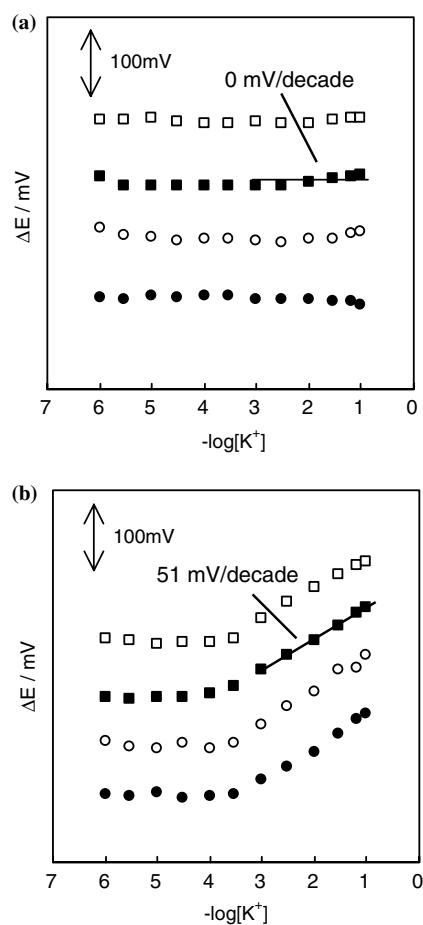 (a)
100mV
0 mV/decade
ΔE / mV
7 6 5 4 3 2 1 0
-log[K⁺]
(b)
100mV
51 mV/decade
ΔE / mV
7 6 5 4 3 2 1 0
-log[K⁺]